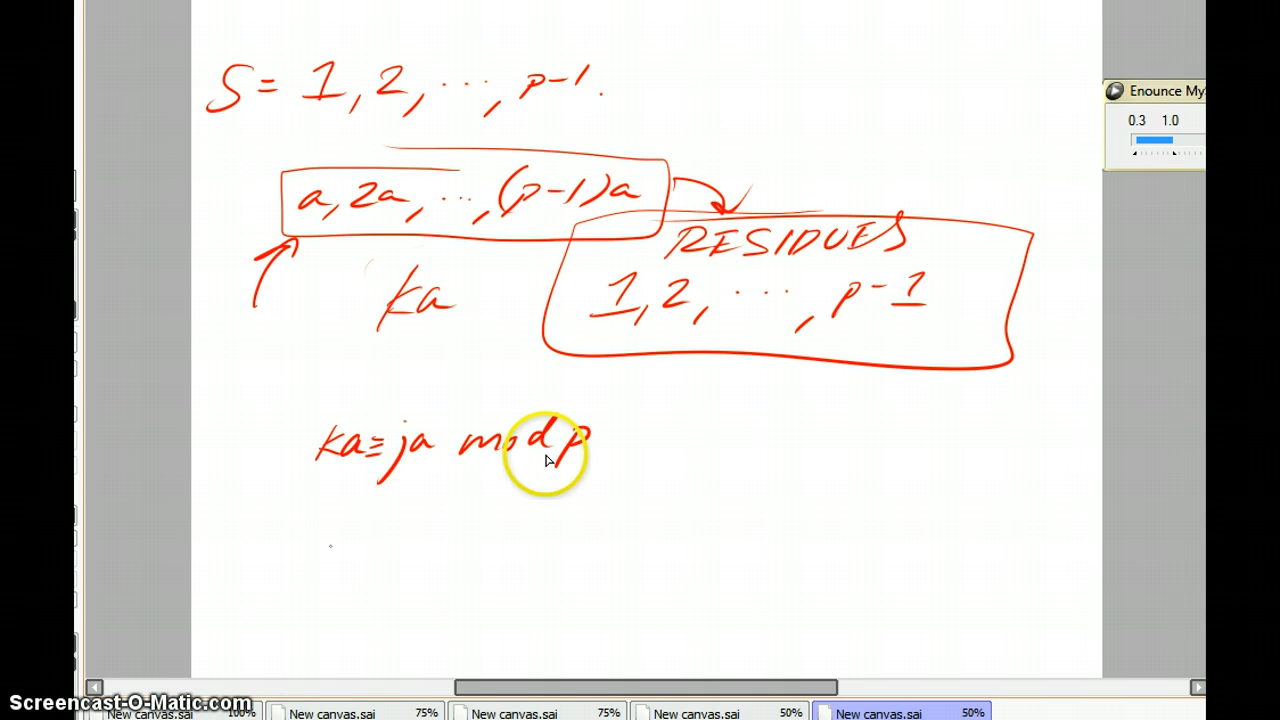 S = 1, 2, ..., p-1.
Enounce My
0.3 1.0
a, 2a, ..., (p-1)a
RESIDUES
ka
1, 2, ..., p-1
ka≡ja mod p
Screencast-O-Matic.com
New canvas.sai 100% New canvas.sai 75% New canvas.sai 75% New canvas.sai 50% New canvas.sai 50%